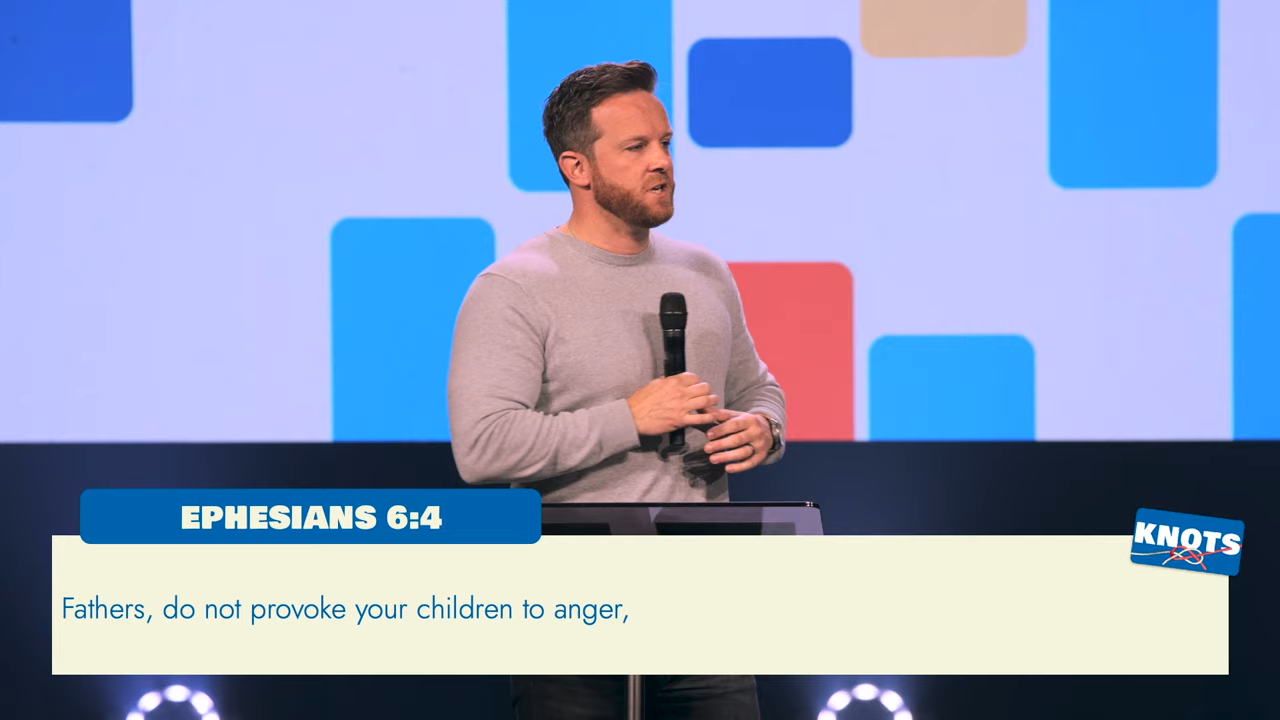 EPHESIANS 6:4
KNOTS
Fathers, do not provoke your children to anger,